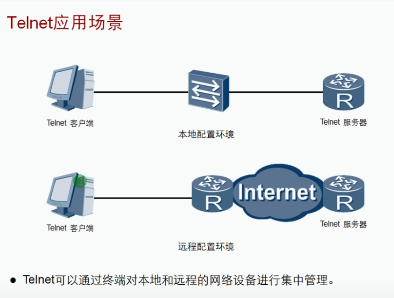 Telnet应用场景
R
Telnet 客户端
本地配置环境
Telnet 服务器
R
Internet
R
Telnet 客户端
远程配置环境
Telnet 服务器
● Telnet可以通过终端对本地和远程的网络设备进行集中管理。